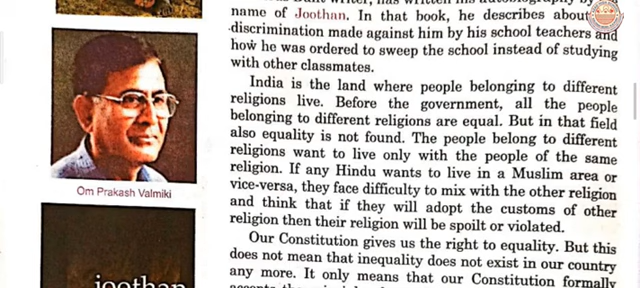 name of Joothan. In that book, he describes about
discrimination made against him by his school teachers and
how he was ordered to sweep the school instead of studying
with other classmates.
India is the land where people belonging to different
religions live. Before the government, all the people
belonging to different religions are equal. But in that field
also equality is not found. The people belong to different
religions want to live only with the people of the same
religion. If any Hindu wants to live in a Muslim area or
vice-versa, they face difficulty to mix with the other religion
and think that if they will adopt the customs of other
religion then their religion will be spoilt or violated.
Our Constitution gives us the right to equality. But this
does not mean that inequality does not exist in our country
any more. It only means that our Constitution formally
Om Prakash Valmiki
joothan